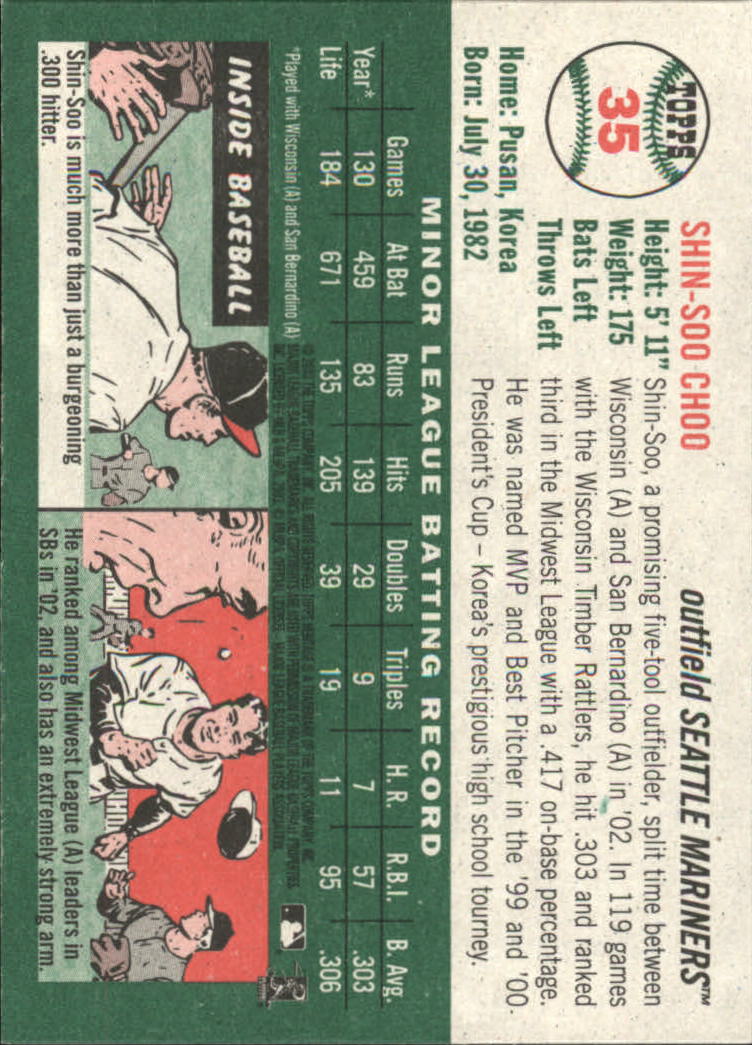 TOPPS
35
SHIN-SOO CHOO
outfield SEATTLE MARINERS™
Height: 5' 11"
Weight: 175
Bats Left
Throws Left
Home: Pusan, Korea
Born: July 30, 1982
Shin-Soo, a promising five-tool outfielder, split time between
Wisconsin (A) and San Bernardino (A) in '02. In 119 games
with the Wisconsin Timber Rattlers, he hit .303 and ranked
third in the Midwest League with a .417 on-base percentage.
He was named MVP and Best Pitcher in the '99 and '00
President's Cup – Korea's prestigious high school tourney.
MINOR LEAGUE BATTING RECORD
Games At Bat Runs Hits Doubles Triples H. R. R.B.I. B. Avg.
Year* 130 459 83 139 29 9 7 57 .303
Life 184 671 135 205 39 19 11 95 .306
*Played with Wisconsin (A) and San Bernardino (A)
INSIDE BASEBALL
Shin-Soo is much more than just a burgeoning
.300 hitter.
He ranked among Midwest League (A) leaders in
SBs in '02, and also has an extremely strong arm.